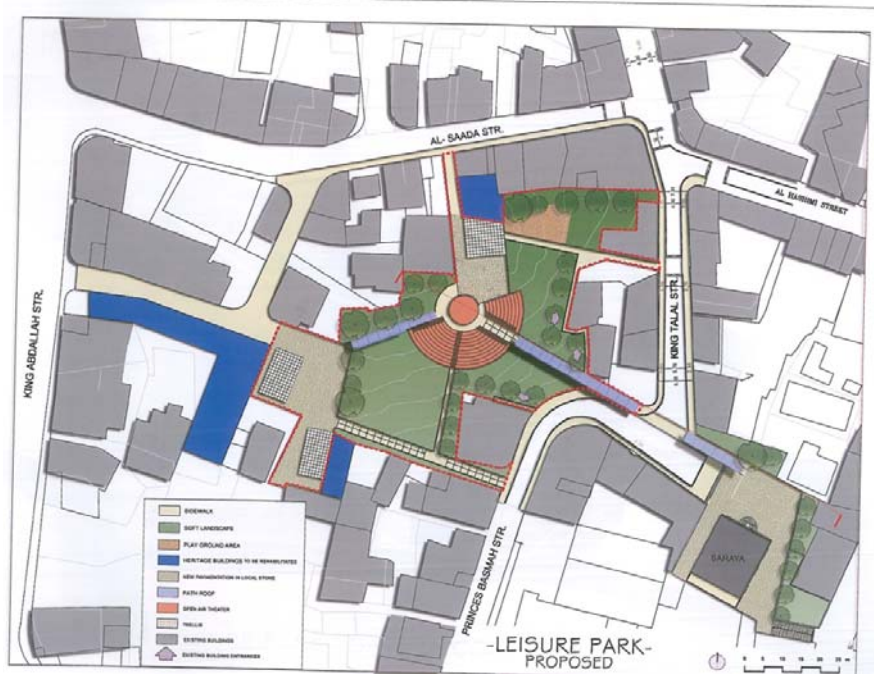 AL- SAADA STR.
AL HASHIMI STREET
KING ABDALLAH STR.
KING TALAL STR.
PRINCES BASMAH STR.
SARAYA
SIDEWALK
SOFT LANDSCAPE
PLAY GROUND AREA
HERITAGE BUILDINGS TO BE REHABILITATED
NEW PAVMENTATION IN LOCAL STONE
PATH ROOF
OPEN AIR THEATER
TRELLIS
EXISTING BUILDINGS
EXISTING BUILDING ENTRANCES
-LEISURE PARK-
PROPOSED